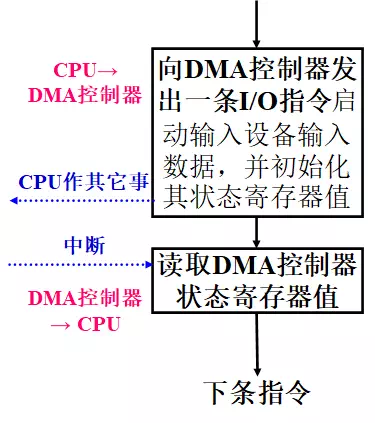 CPU→
DMA控制器
向DMA控制器发
出一条I/O指令启
动输入设备输入
数据，并初始化
其状态寄存器值
CPU作其它事
中断
读取DMA控制器
状态寄存器值
DMA控制器
→ CPU
下条指令